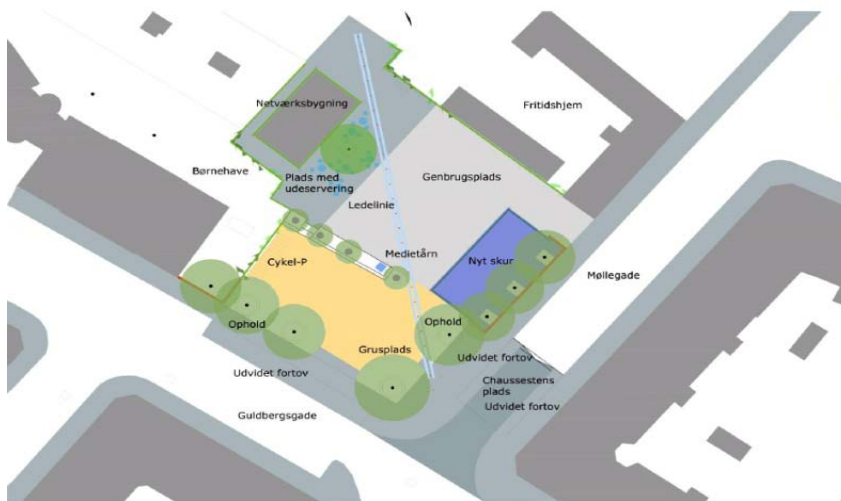 Netværksbygning
Fritidshjem
Børnehave
Plads med
udeservering
Genbrugsplads
Ledelinie
Medietårn
Cykel-P
Nyt skur
Møllegade
Ophold
Ophold
Grusplads
Udvidet fortov
Udvidet fortov
Chaussestens
plads
Udvidet fortov
Guldbergsgade